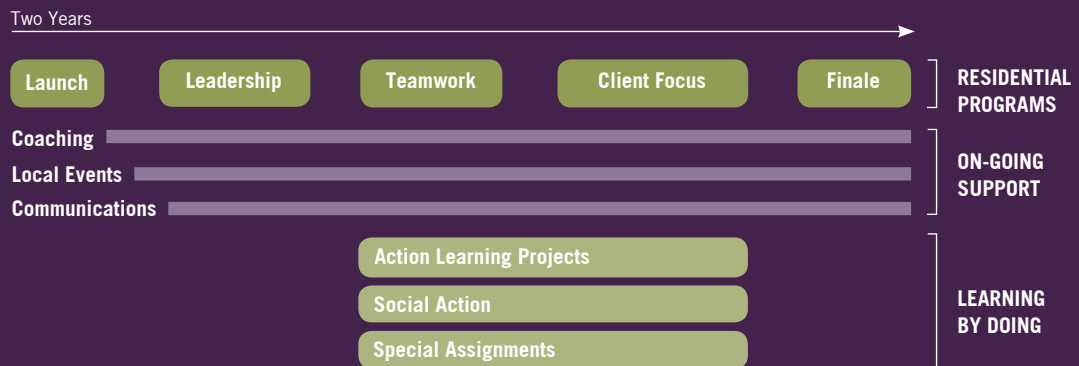 Two Years
Launch
Leadership
Teamwork
Client Focus
Finale
RESIDENTIAL
PROGRAMS
Coaching
Local Events
Communications
ON-GOING
SUPPORT
Action Learning Projects
Social Action
Special Assignments
LEARNING
BY DOING